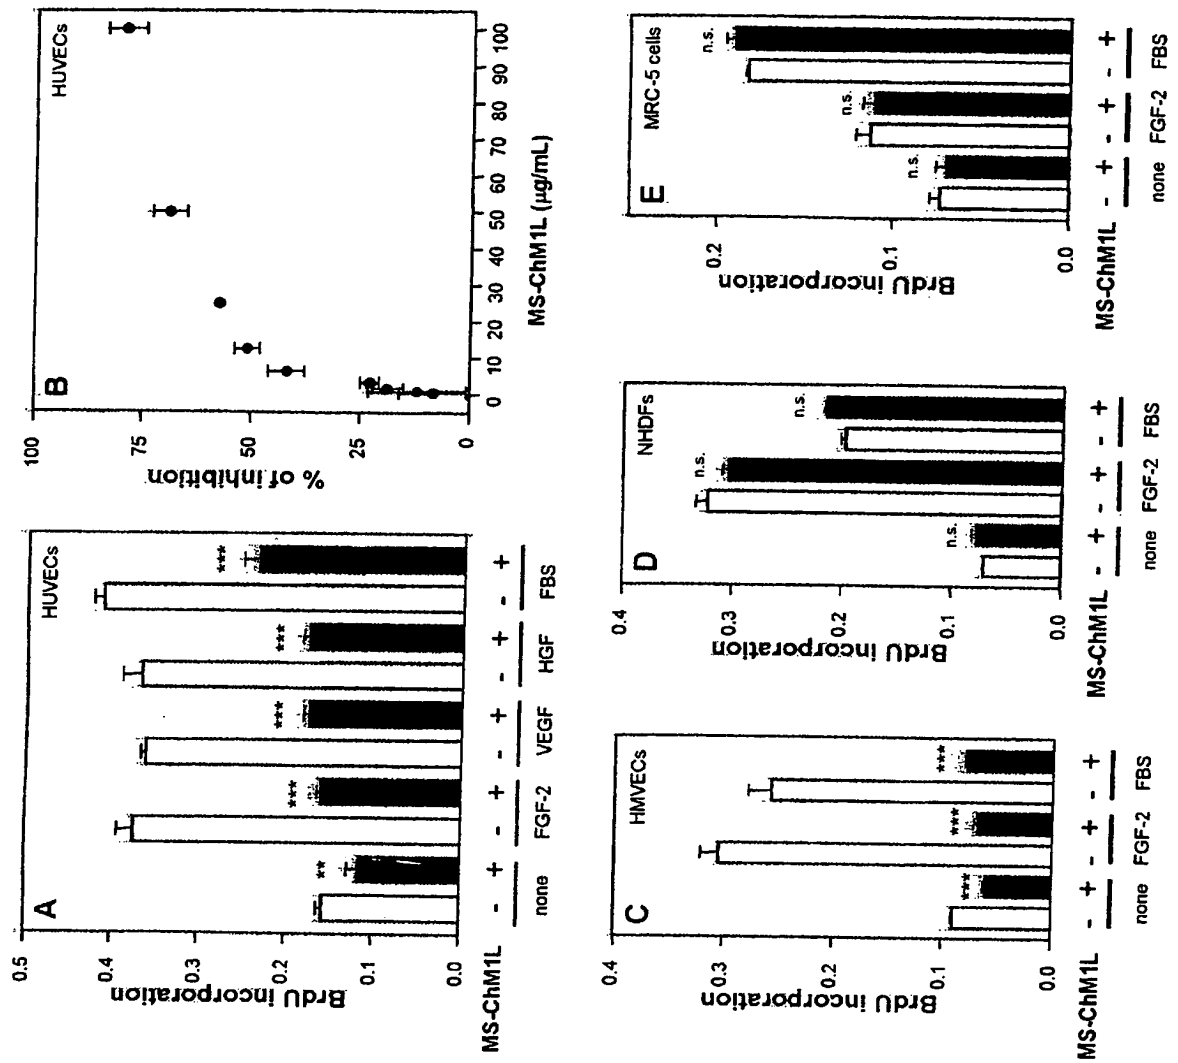 A
HUVECs
BrdU incorporation
0.5
0.4
0.3
0.2
0.1
0.0
** *** *** *** ***
MS-ChM1L - + - + - + - + - +
none FGF-2 VEGF HGF FBS
B
HUVECs
% of inhibition
100
75
50
25
0
0 10 20 30 40 50 60 70 80 90 100
MS-ChM1L (µg/mL)
C
HMVECs
BrdU incorporation
0.4
0.3
0.2
0.1
0.0
*** *** ***
MS-ChM1L - + - + - +
none FGF-2 FBS
D
NHDFs
BrdU incorporation
0.4
0.3
0.2
0.1
0.0
n.s. n.s. n.s.
MS-ChM1L - + - + - +
none FGF-2 FBS
E
MRC-5 cells
BrdU incorporation
0.2
0.1
0.0
n.s. n.s. n.s.
MS-ChM1L - + - + - +
none FGF-2 FBS